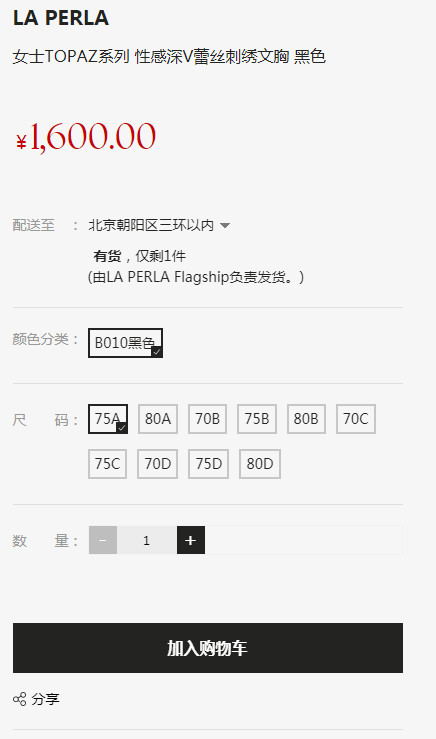 LA PERLA
女士TOPAZ系列 性感深V蕾丝刺绣文胸 黑色
¥1,600.00
配送至 ： 北京朝阳区三环以内
有货，仅剩1件
(由LA PERLA Flagship负责发货。)
颜色分类： B010黑色
尺 码： 75A 80A 70B 75B 80B 70C
75C 70D 75D 80D
数 量： - 1 +
加入购物车
分享